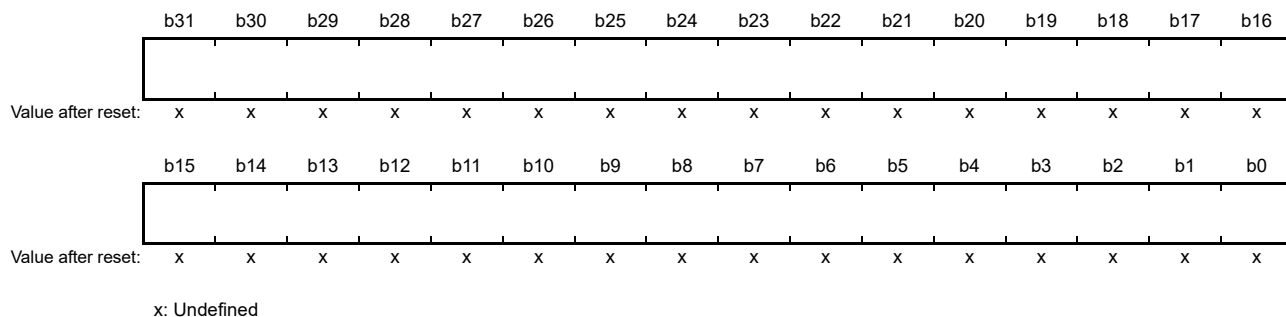 b31 b30 b29 b28 b27 b26 b25 b24 b23 b22 b21 b20 b19 b18 b17 b16
Value after reset: x x x x x x x x x x x x x x x x
b15 b14 b13 b12 b11 b10 b9 b8 b7 b6 b5 b4 b3 b2 b1 b0
Value after reset: x x x x x x x x x x x x x x x x
x: Undefined